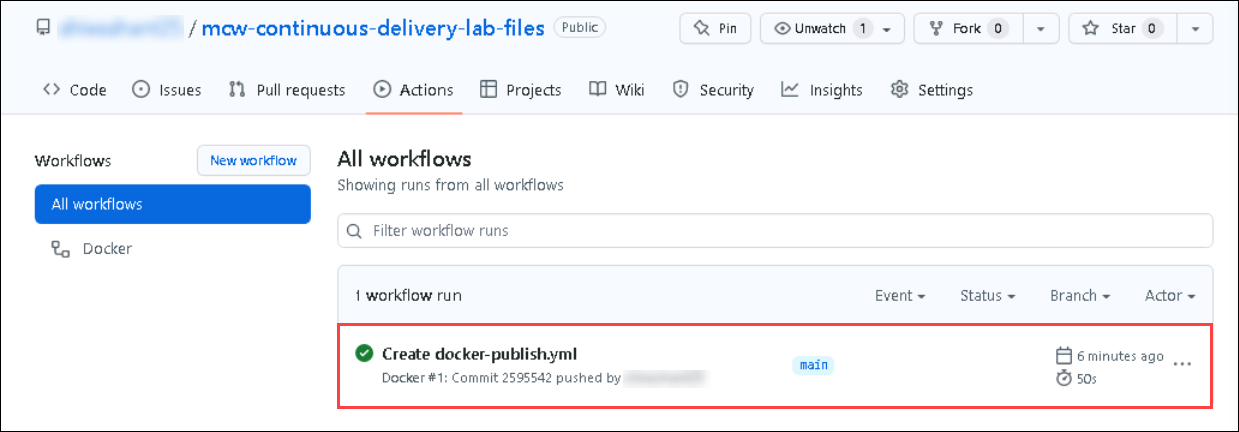 / mcw-continuous-delivery-lab-files Public Pin Unwatch 1 Fork 0 Star 0
Code Issues Pull requests Actions Projects Wiki Security Insights Settings
Workflows New workflow
All workflows
Docker
All workflows
Showing runs from all workflows
Filter workflow runs
1 workflow run Event Status Branch Actor
Create docker-publish.yml
Docker #1: Commit 2595542 pushed by
main
6 minutes ago
50s